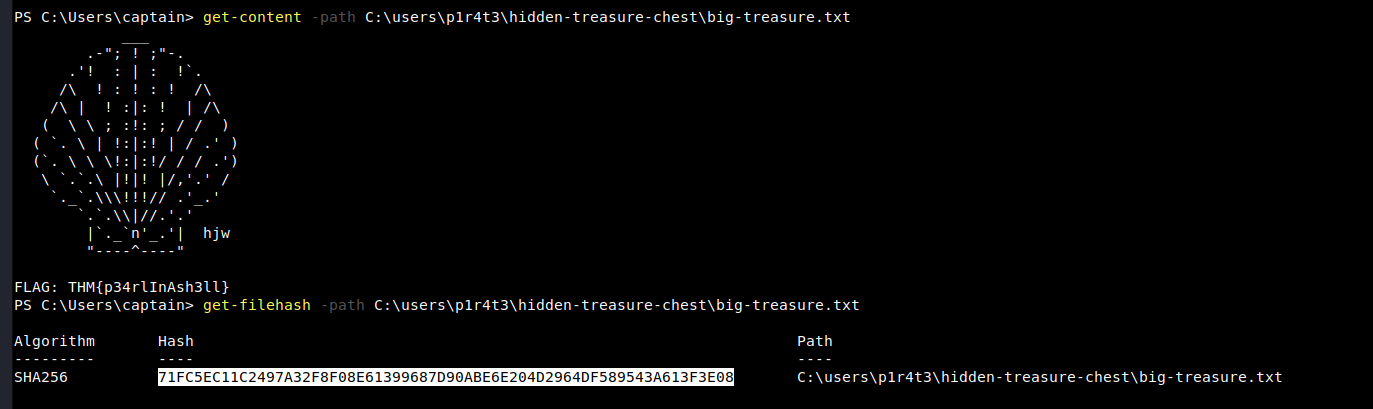 PS C:\Users\captain> get-content -path C:\users\p1r4t3\hidden-treasure-chest\big-treasure.txt
            ___
        .-"; ! ;"-.
      .'!  : | :  !`.
     /\  ! : ! : !  /\
    /\ |  ! :|: !  | /\
   (  \ \ ; :!: ; / /  )
  ( `. \ | !:|:! | / .' )
  (`. \ \ \!:|:!/ / / .')
   \ `.`.\ |!|! |/,'.' /
    `._`.\\\!!!// .'_.'
       `.`.\\|//.'.'
        |`._`n'_.'|  hjw
        "----^----"
FLAG: THM{p34rlInAsh3ll}
PS C:\Users\captain> get-filehash -path C:\users\p1r4t3\hidden-treasure-chest\big-treasure.txt
Algorithm       Hash                                                                   Path
---------       ----                                                                   ----
SHA256          71FC5EC11C2497A32F8F08E61399687D90ABE6E204D2964DF589543A613F3E08       C:\users\p1r4t3\hidden-treasure-chest\big-treasure.txt